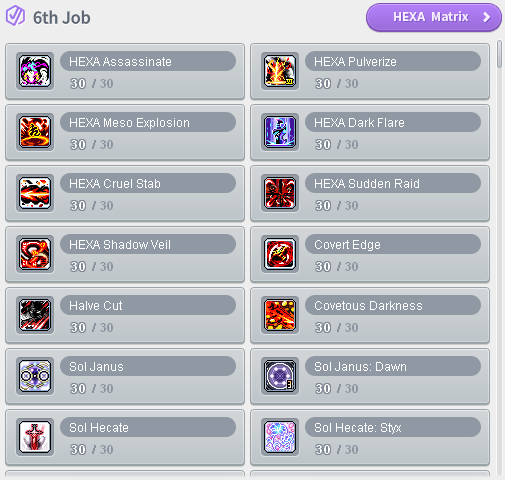 6th Job
HEXA Matrix
HEXA Assassinate
30 / 30
HEXA Pulverize
30 / 30
HEXA Meso Explosion
30 / 30
HEXA Dark Flare
30 / 30
HEXA Cruel Stab
30 / 30
HEXA Sudden Raid
30 / 30
HEXA Shadow Veil
30 / 30
Covert Edge
30 / 30
Halve Cut
30 / 30
Covetous Darkness
30 / 30
Sol Janus
30 / 30
Sol Janus: Dawn
30 / 30
Sol Hecate
30 / 30
Sol Hecate: Styx
30 / 30